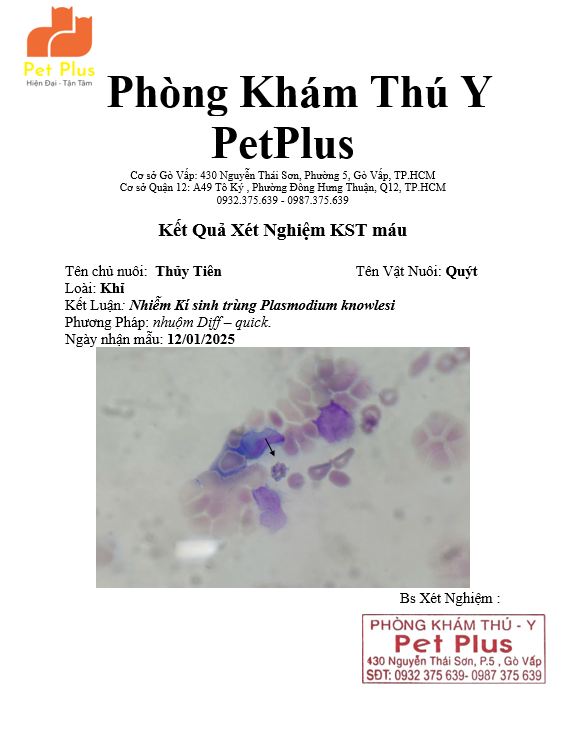 Pet Plus
Hiện Đại - Tận Tâm
Phòng Khám Thú Y
PetPlus
Cơ sở Gò Vấp: 430 Nguyễn Thái Sơn, Phường 5, Gò Vấp, TP.HCM
Cơ sở Quận 12: A49 Tô Ký , Phường Đông Hưng Thuận, Q12, TP.HCM
0932.375.639 - 0987.375.639
Kết Quả Xét Nghiệm KST máu
Tên chủ nuôi: Thủy Tiên Tên Vật Nuôi: Quýt
Loài: Khỉ
Kết Luận: Nhiễm Kí sinh trùng Plasmodium knowlesi
Phương Pháp: nhuộm Diff – quick.
Ngày nhận mẫu: 12/01/2025
Bs Xét Nghiệm :
PHÒNG KHÁM THÚ - Y
Pet Plus
430 Nguyễn Thái Sơn, P.5 , Gò Vấp
SĐT: 0932 375 639- 0987 375 639